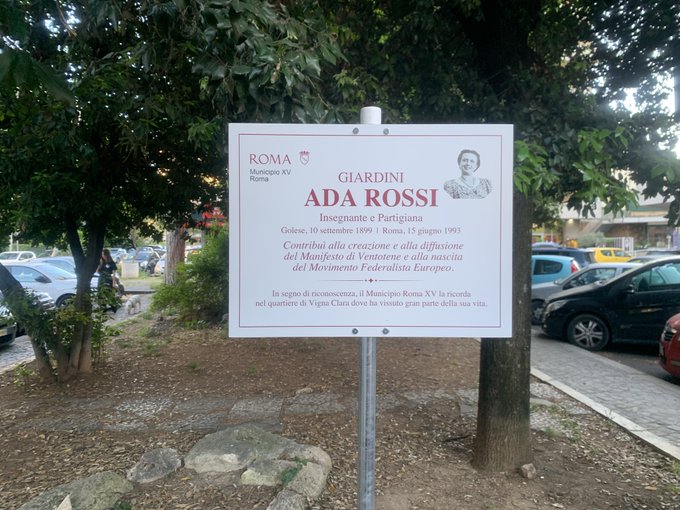 ROMA
Municipio XV
Roma
GIARDINI
ADA ROSSI
Insegnante e Partigiana
Golese, 10 settembre 1899 | Roma, 15 giugno 1993
Contribuì alla creazione e alla diffusione
del Manifesto di Ventotene e alla nascita
del Movimento Federalista Europeo.
In segno di riconoscenza, il Municipio Roma XV la ricorda
nel quartiere di Vigna Clara dove ha vissuto gran parte della sua vita.